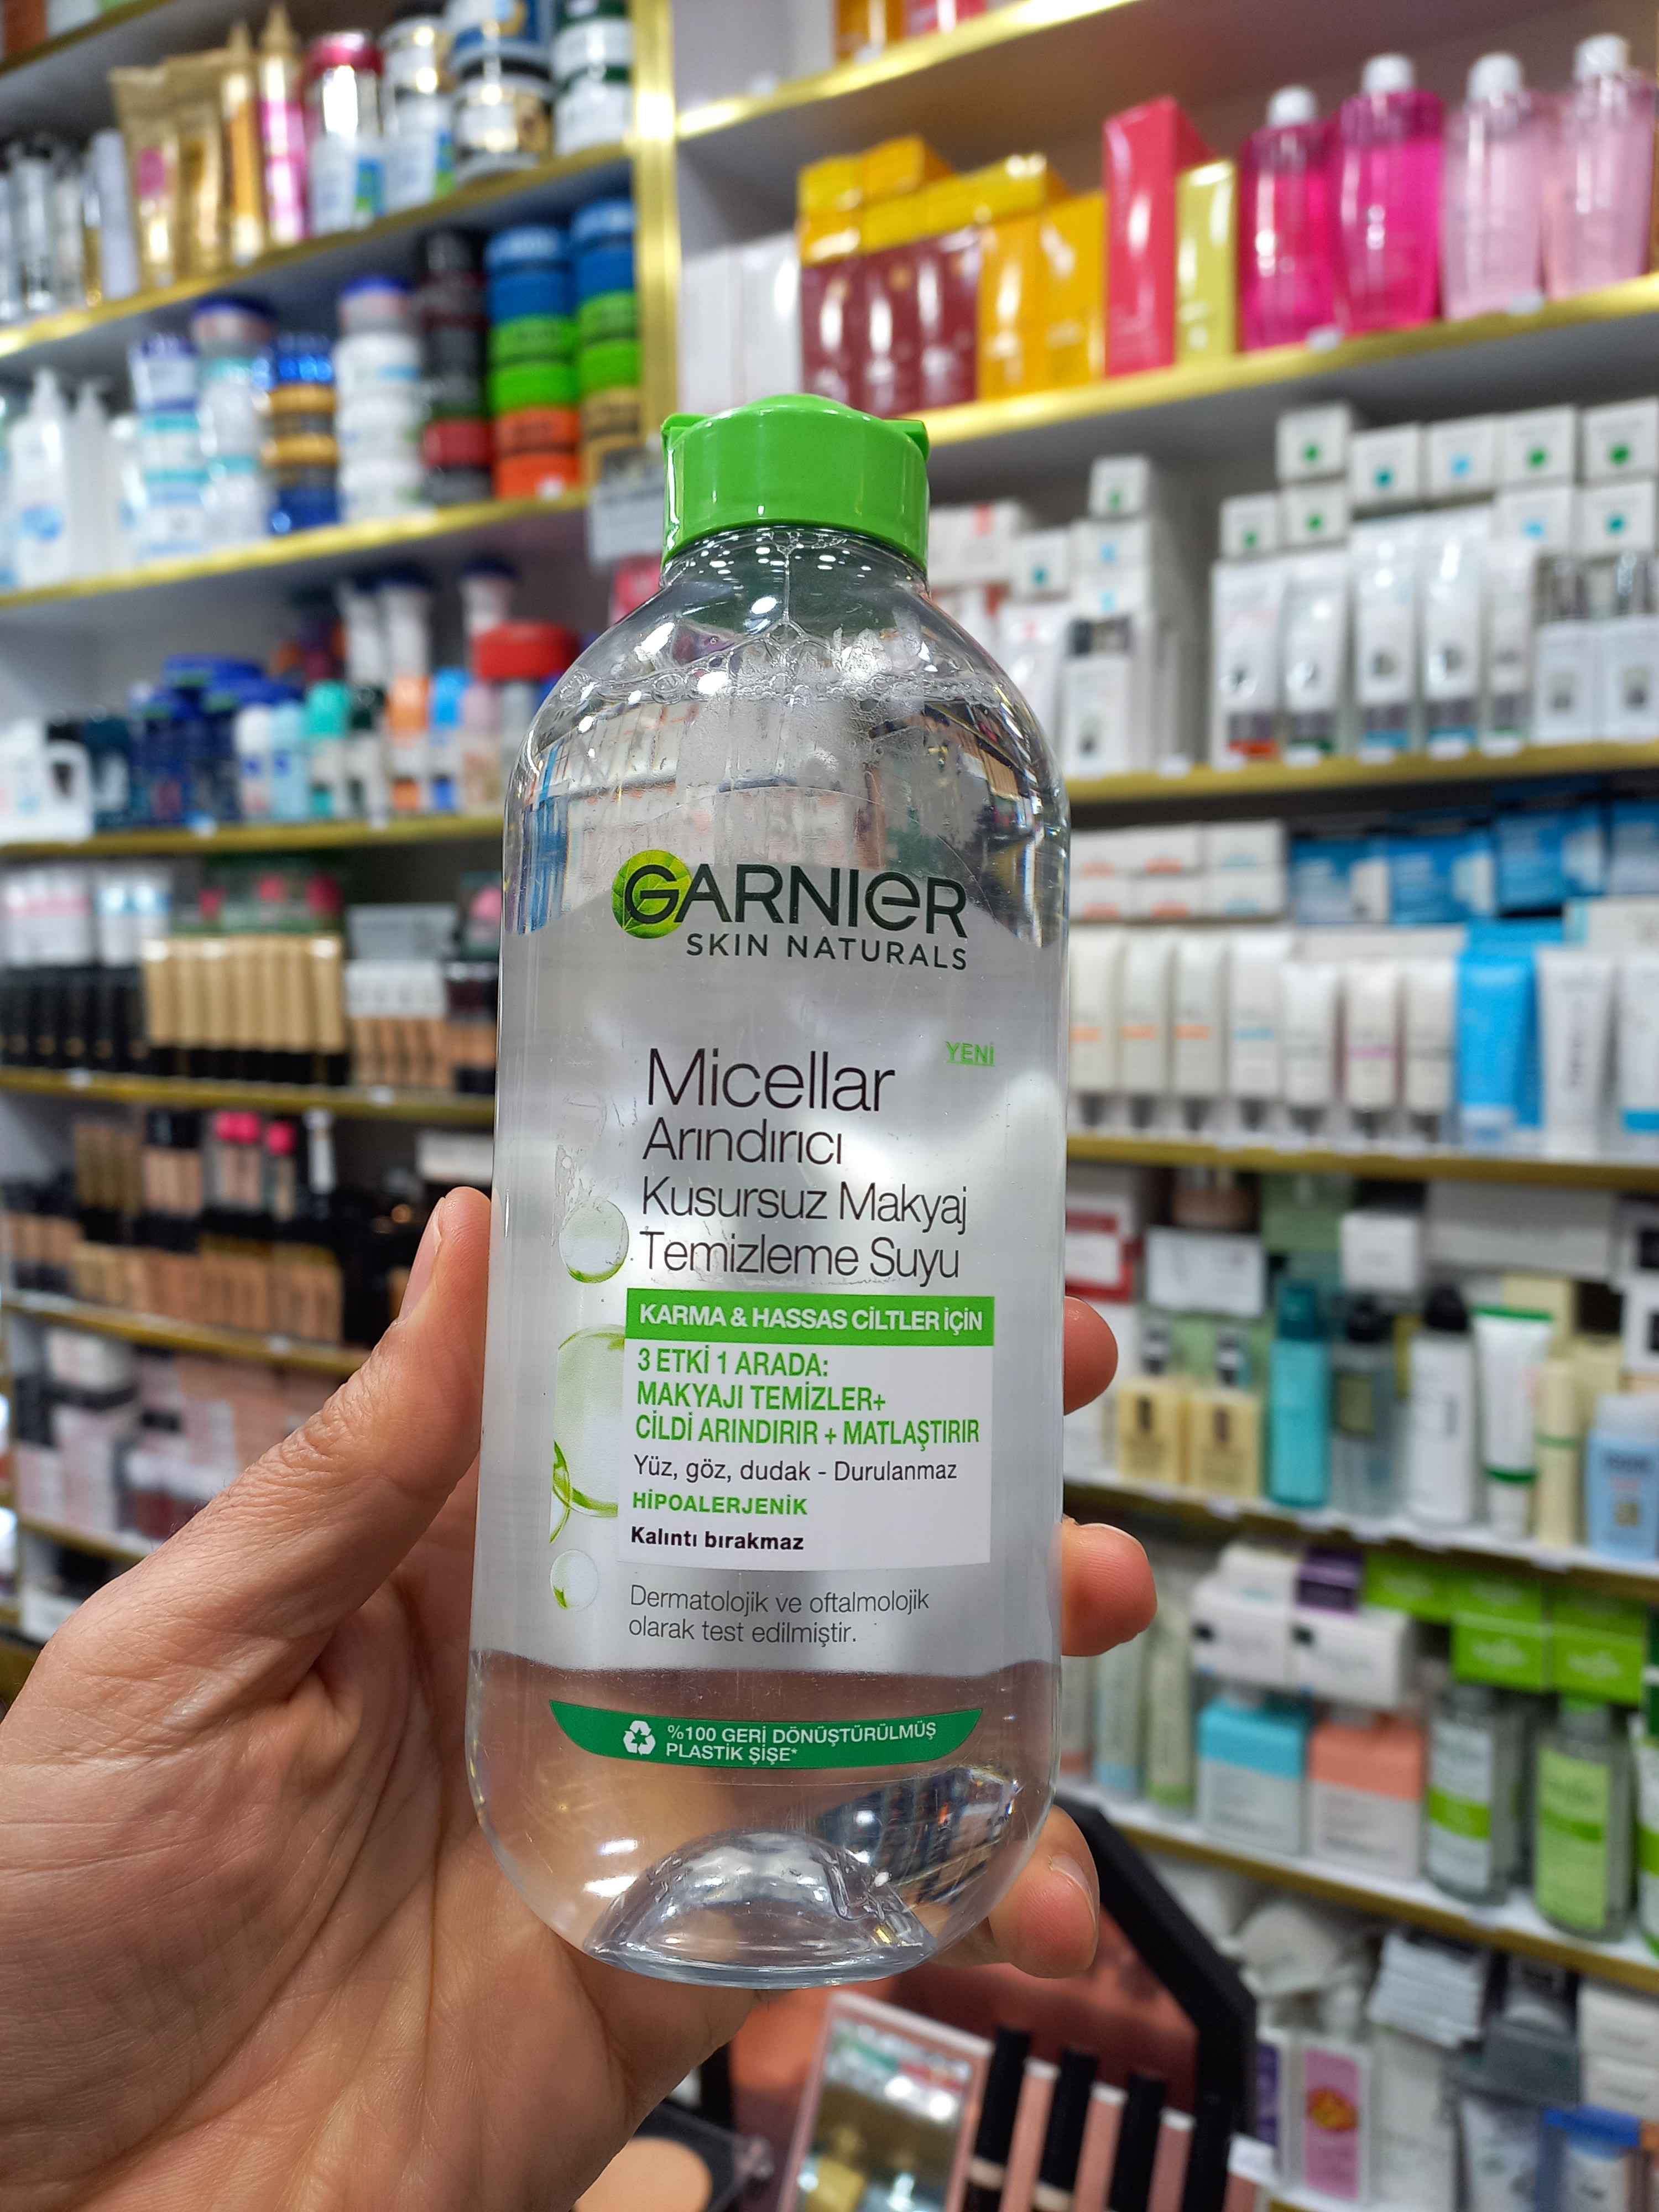 GARNIER
SKIN NATURALS
YENİ
Micellar
Arındırıcı
Kusursuz Makyaj
Temizleme Suyu
KARMA & HASSAS CİLTLER İÇİN
3 ETKİ 1 ARADA:
MAKYAJI TEMİZLER+
CİLDİ ARINDIRIR + MATLAŞTIRIR
Yüz, göz, dudak - Durulanmaz
HİPOALERJENİK
Kalıntı bırakmaz
Dermatolojik ve oftalmolojik
olarak test edilmiştir.
%100 GERİ DÖNÜŞTÜRÜLMÜŞ
PLASTİK ŞİŞE*